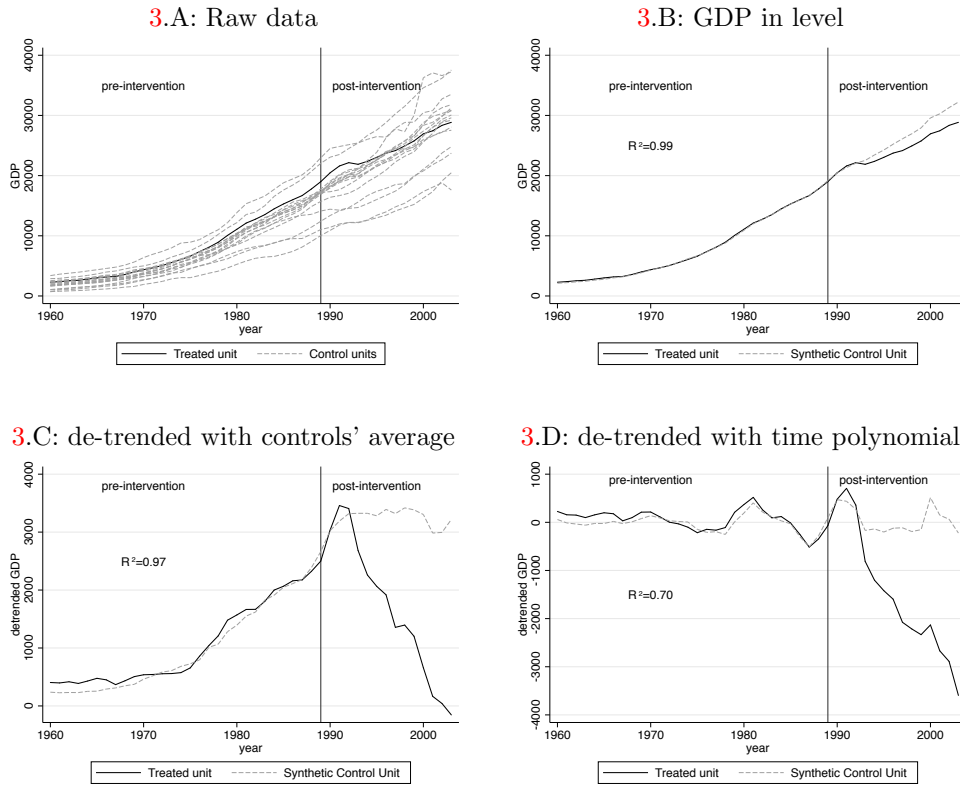 3.A: Raw data
GDP
40000
30000
20000
10000
0
pre-intervention
post-intervention
1960
1970
1980
1990
2000
year
Treated unit
Control units
3.B: GDP in level
GDP
40000
30000
20000
10000
0
pre-intervention
post-intervention
R²=0.99
1960
1970
1980
1990
2000
year
Treated unit
Synthetic Control Unit
3.C: de-trended with controls' average
detrended GDP
4000
3000
2000
1000
0
pre-intervention
post-intervention
R²=0.97
1960
1970
1980
1990
2000
year
Treated unit
Synthetic Control Unit
3.D: de-trended with time polynomial
detrended GDP
1000
0
-1000
-2000
-3000
-4000
pre-intervention
post-intervention
R²=0.70
1960
1970
1980
1990
2000
year
Treated unit
Synthetic Control Unit